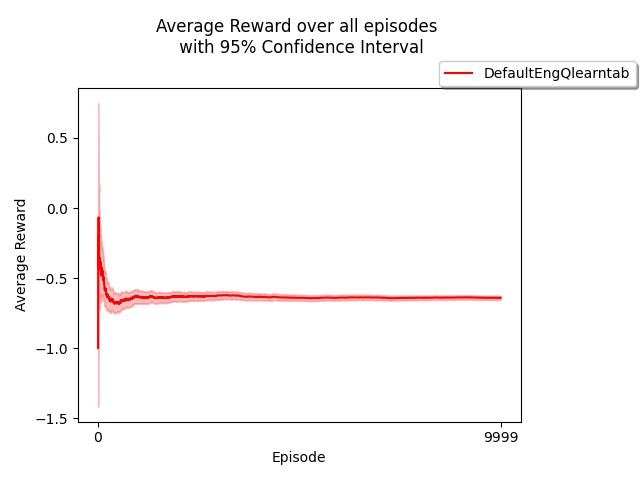 Average Reward over all episodes
with 95% Confidence Interval
DefaultEngQlearntab
0.5
0.0
−0.5
−1.0
−1.5
Average Reward
0
9999
Episode